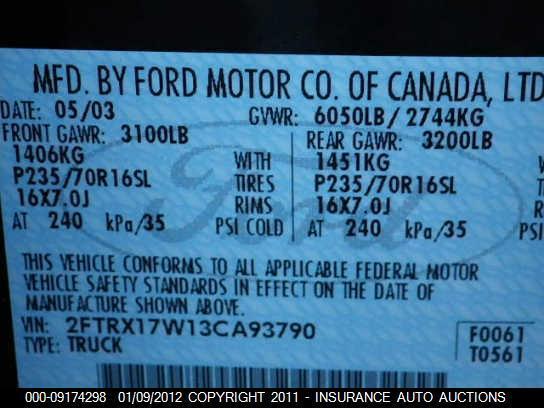 MFD. BY FORD MOTOR CO. OF CANADA, LTD
DATE: 05/03 GVWR: 6050LB/ 2744KG
FRONT GAWR: 3100LB REAR GAWR: 3200LB
1406KG WITH 1451KG WITH
P235/70R16SL TIRES P235/70R16SL TI
16X7.0J RIMS 16X7.0J R
AT 240 kPa/35 PSI COLD AT 240 kPa/35 PSI
Ford
THIS VEHICLE CONFORMS TO ALL APPLICABLE FEDERAL MOTOR
VEHICLE SAFETY STANDARDS IN EFFECT ON THE DATE OF
MANUFACTURE SHOWN ABOVE.
VIN: 2FTRX17W13CA93790 F0061
TYPE: TRUCK T0561
000-09174298 01/09/2012 COPYRIGHT 2011 - INSURANCE AUTO AUCTIONS